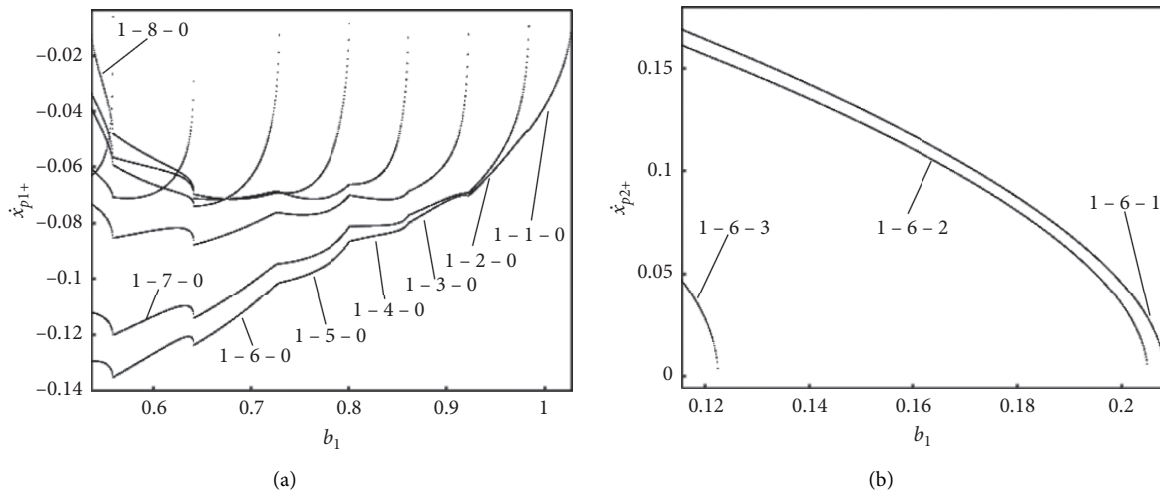 −0.02
−0.04
−0.06
−0.08
−0.1
−0.12
−0.14
ẋp1+
1 – 8 – 0
1 – 7 – 0
1 – 6 – 0
1 – 5 – 0
1 – 4 – 0
1 – 3 – 0
1 – 2 – 0
1 – 1 – 0
0.6
0.7
0.8
0.9
1
b1
(a)
0.15
0.1
0.05
0
ẋp2+
1 – 6 – 3
1 – 6 – 2
1 – 6 – 1
0.12
0.14
0.16
0.18
0.2
b1
(b)